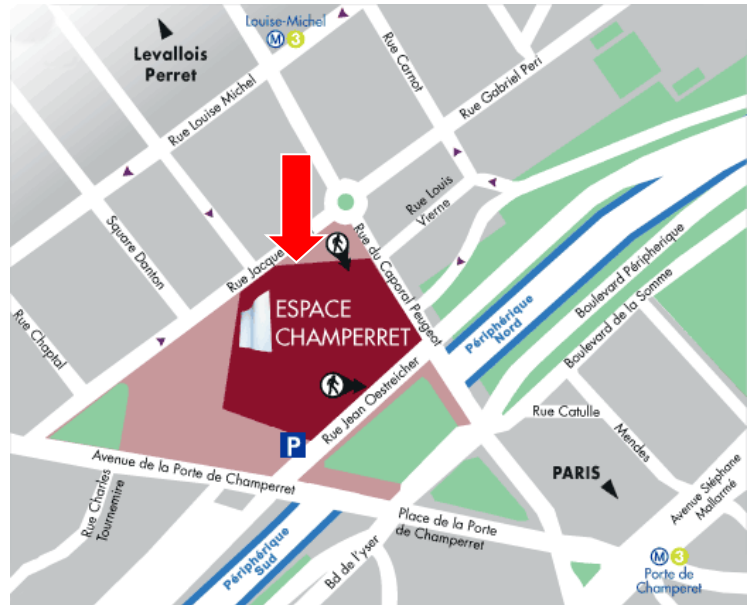 Louise-Michel
M 3
Levallois
Perret
Rue Carnot
Rue Gabriel Peri
Rue Louise Michel
Rue Louis
Vierne
Square Danton
Rue Jacque
Rue du Caporal Peugeot
Boulevard Périphérique
Boulevard de la Somme
Périphérique
Nord
ESPACE
CHAMPERRET
Rue Chaptal
Rue Jean Oestreicher
P
Rue Catulle
Mendes
Avenue de la Porte de Champerret
PARIS
Avenue Stéphane
Mallarmé
Rue Charles
Tournemire
Place de la Porte
de Champerret
Périphérique
Sud
Bd de l'yser
M 3
Porte de
Champeret